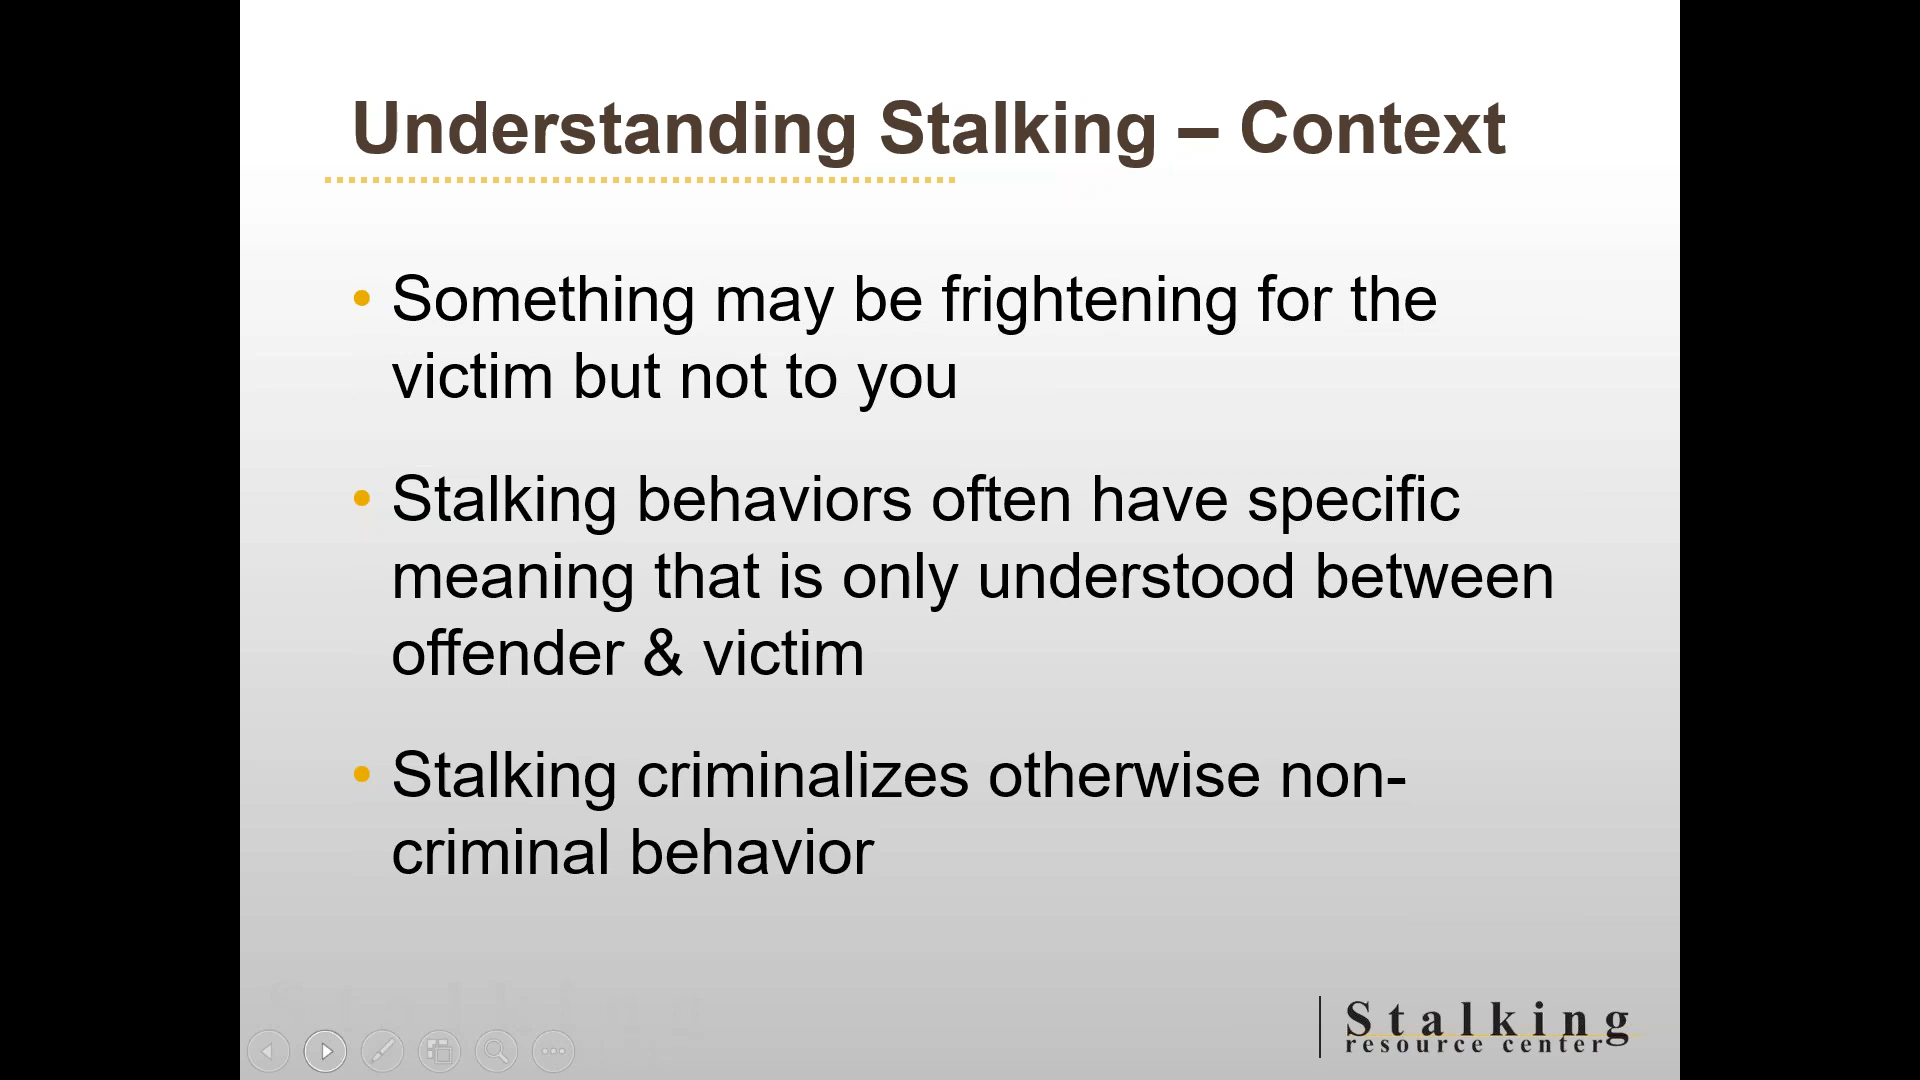 Understanding Stalking – Context
• Something may be frightening for the
victim but not to you
• Stalking behaviors often have specific
meaning that is only understood between
offender & victim
• Stalking criminalizes otherwise non-
criminal behavior
Stalking
resource center